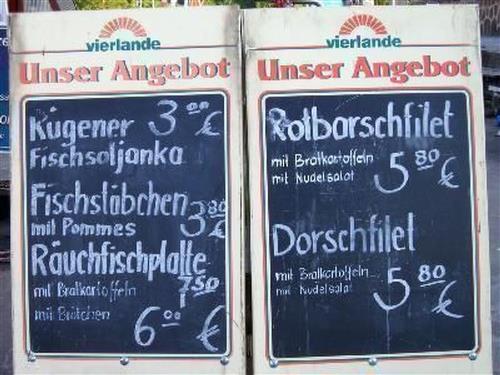 vierlande
Unser Angebot
Rügener 3 00 €
Fischsoljanka
Fischstäbchen
mit Pommes 3 80 €
Räucherfischplatte
mit Bratkartoffeln 7 50
mit Brötchen 6 00 €
vierlande
Unser Angebot
Rotbarschfilet
mit Bratkartoffeln 5 80 €
mit Nudelsalat
Dorschfilet
mit Bratkartoffeln 5 80 €
mit Nudelsalat